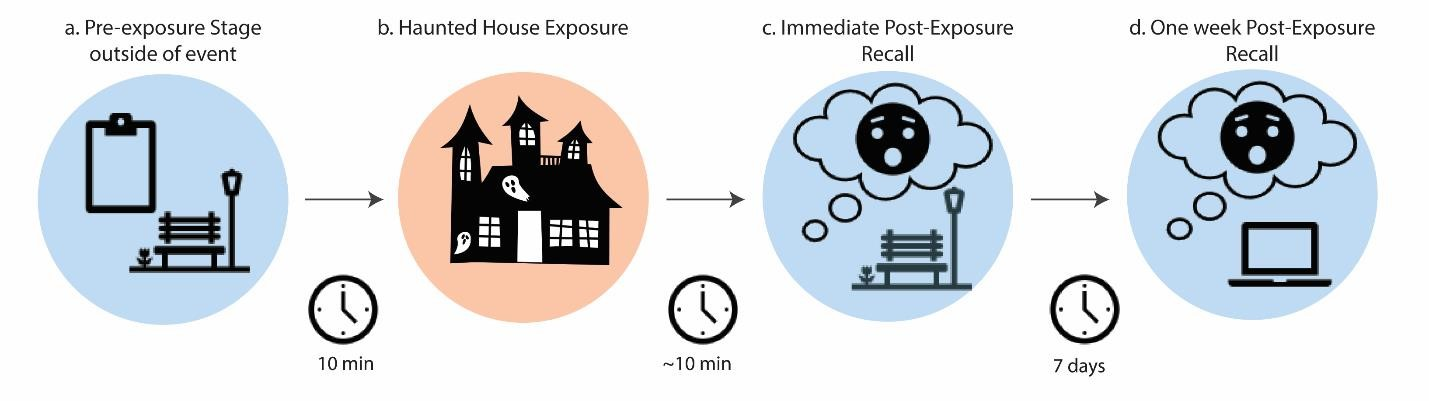 a. Pre-exposure Stage
outside of event
b. Haunted House Exposure
c. Immediate Post-Exposure
Recall
d. One week Post-Exposure
Recall
10 min
~10 min
7 days